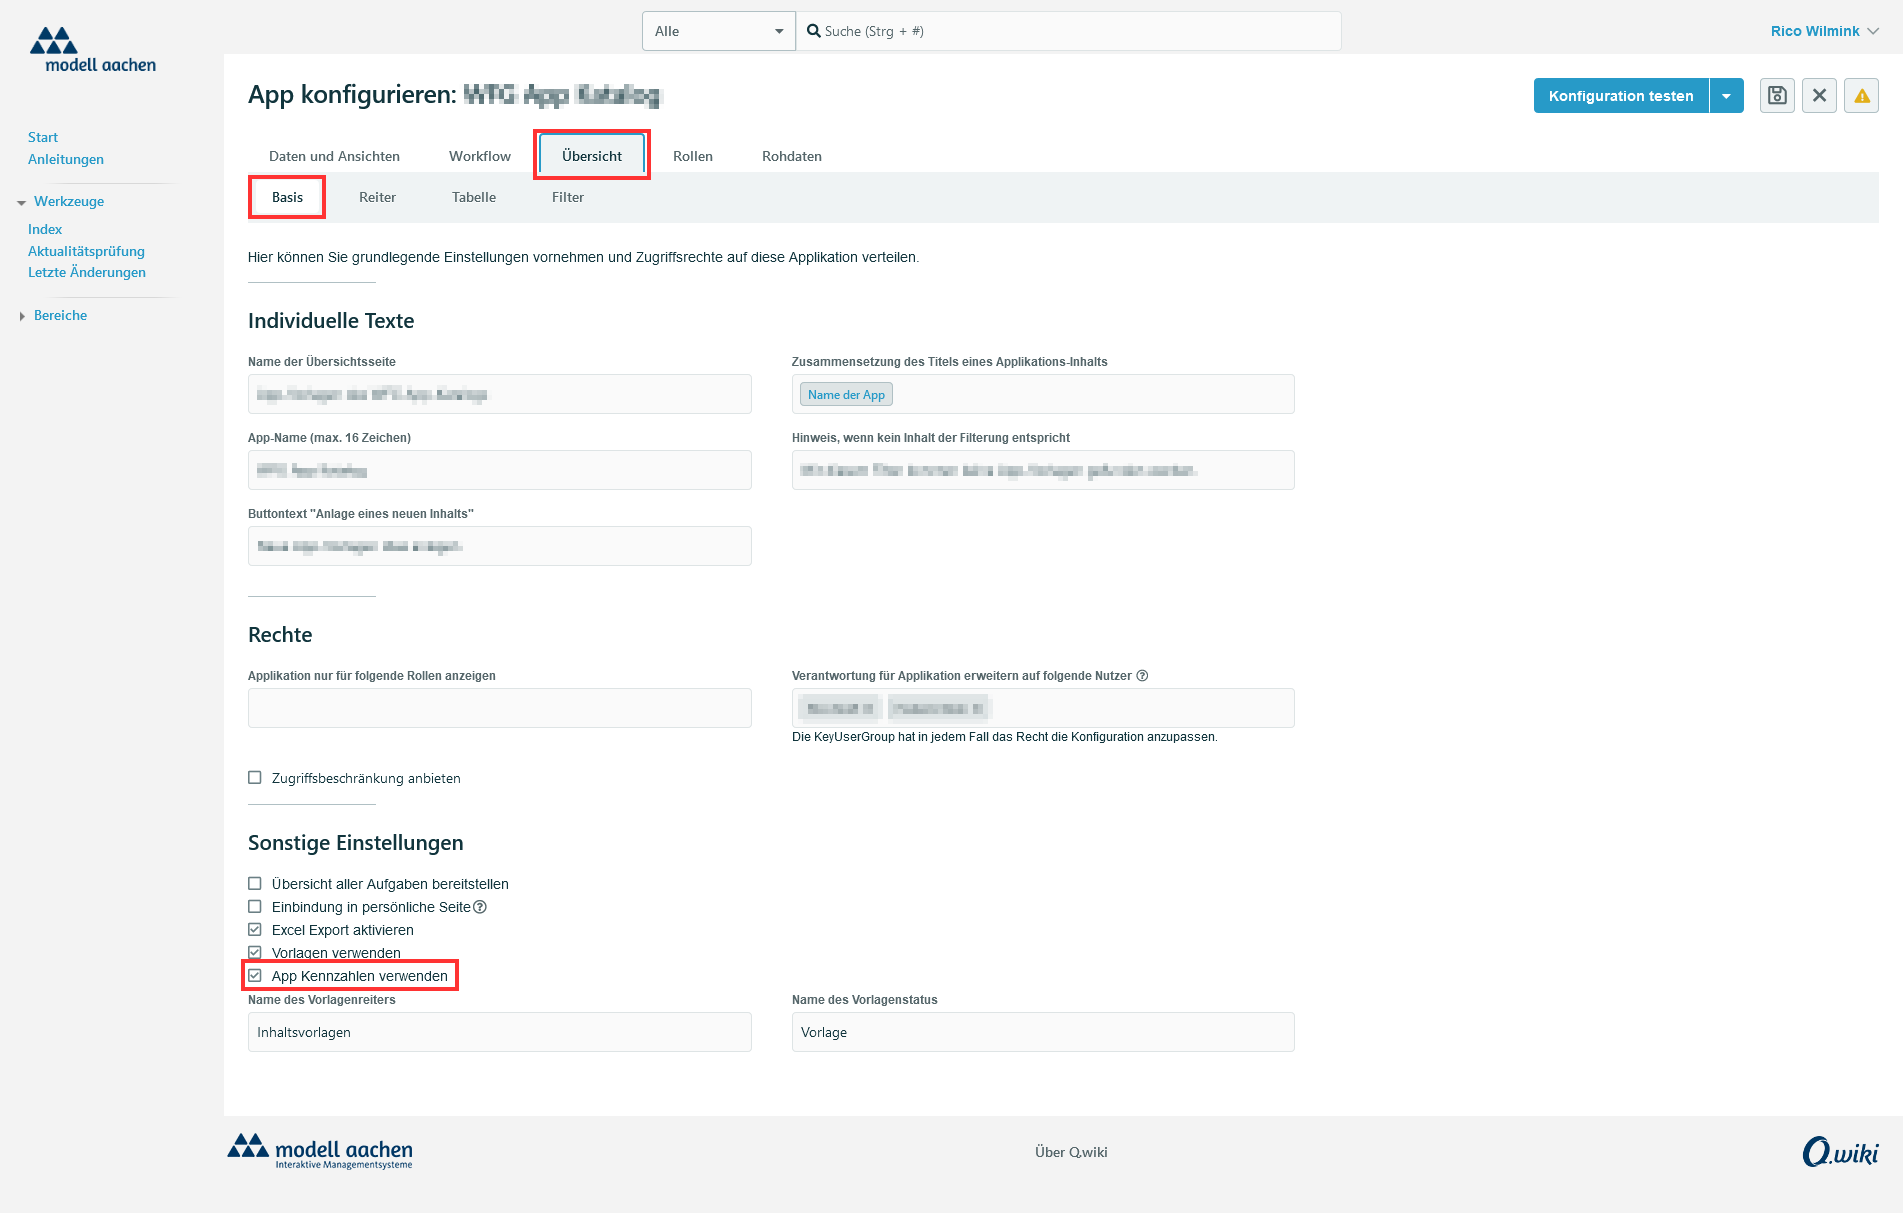 modell aachen
Alle
Suche (Strg + #)
Rico Wilmink
App konfigurieren: WTG App Katalog
Konfiguration testen
Start
Anleitungen
Werkzeuge
Index
Aktualitätsprüfung
Letzte Änderungen
Bereiche
Daten und Ansichten
Workflow
Übersicht
Rollen
Rohdaten
Basis
Reiter
Tabelle
Filter
Hier können Sie grundlegende Einstellungen vornehmen und Zugriffsrechte auf diese Applikation verteilen.
Individuelle Texte
Name der Übersichtsseite
Zusammensetzung des Titels eines Applikations-Inhalts
Name der App
App-Name (max. 16 Zeichen)
Hinweis, wenn kein Inhalt der Filterung entspricht
Buttontext "Anlage eines neuen Inhalts"
Rechte
Applikation nur für folgende Rollen anzeigen
Verantwortung für Applikation erweitern auf folgende Nutzer
Die KeyUserGroup hat in jedem Fall das Recht die Konfiguration anzupassen.
Zugriffsbeschränkung anbieten
Sonstige Einstellungen
Übersicht aller Aufgaben bereitstellen
Einbindung in persönliche Seite
Excel Export aktivieren
Vorlagen verwenden
App Kennzahlen verwenden
Name des Vorlagenreiters
Name des Vorlagenstatus
Inhaltsvorlagen
Vorlage
modell aachen
Interaktive Managementsysteme
Über Q.wiki
Q.wiki